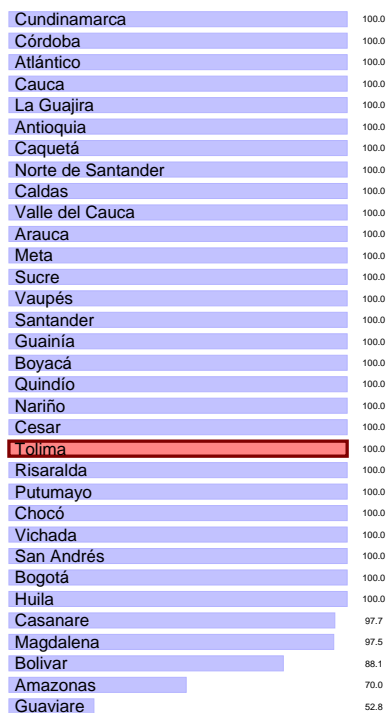 Cundinamarca 100.0
Córdoba 100.0
Atlántico 100.0
Cauca 100.0
La Guajira 100.0
Antioquia 100.0
Caquetá 100.0
Norte de Santander 100.0
Caldas 100.0
Valle del Cauca 100.0
Arauca 100.0
Meta 100.0
Sucre 100.0
Vaupés 100.0
Santander 100.0
Guainía 100.0
Boyacá 100.0
Quindío 100.0
Nariño 100.0
Cesar 100.0
Tolima 100.0
Risaralda 100.0
Putumayo 100.0
Chocó 100.0
Vichada 100.0
San Andrés 100.0
Bogotá 100.0
Huila 100.0
Casanare 97.7
Magdalena 97.5
Bolivar 88.1
Amazonas 70.0
Guaviare 52.8